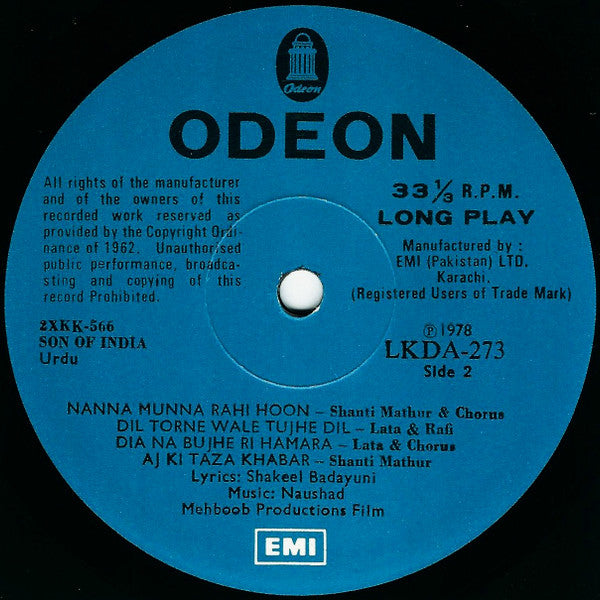 Odeon
ODEON
All rights of the manufacturer
and of the owners of this
recorded work reserved as
provided by the Copyright Ordi-
nance of 1962. Unauthorised
public performance, broadca-
sting and copying of this
record Prohibited.
33 1/3 R.P.M.
LONG PLAY
Manufactured by :
EMI (Pakistan) LTD.
Karachi.
(Registered Users of Trade Mark)
2XKK-566
SON OF INDIA
Urdu
Ⓟ1978
LKDA-273
Side 2
NANNA MUNNA RAHI HOON – Shanti Mathur & Chorus
DIL TORNE WALE TUJHE DIL – Lata & Rafi
DIA NA BUJHE RI HAMARA – Lata & Chorus
AJ KI TAZA KHABAR – Shanti Mathur
Lyrics: Shakeel Badayuni
Music: Naushad
Mehboob Productions Film
EMI